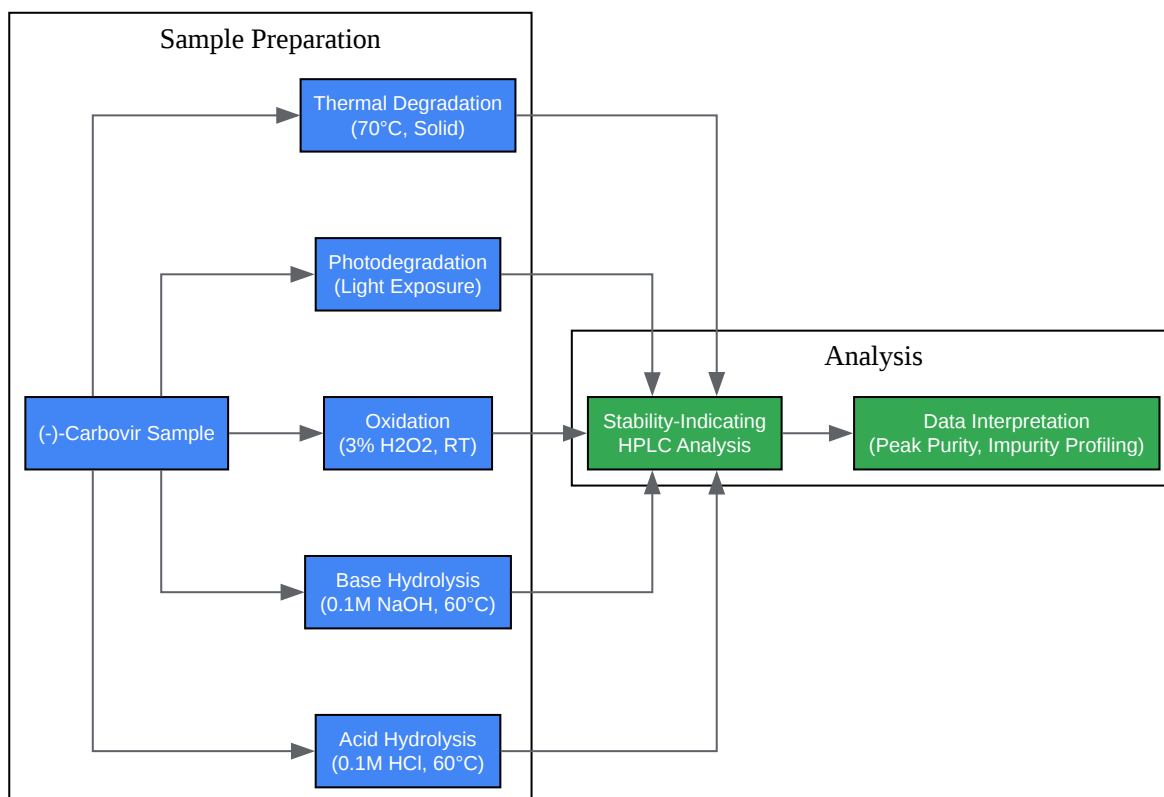 Sample Preparation
Thermal Degradation
(70°C, Solid)
Photodegradation
(Light Exposure)
Analysis
(-)-Carbovir Sample
Oxidation
(3% H2O2, RT)
Stability-Indicating
HPLC Analysis
Data Interpretation
(Peak Purity, Impurity Profiling)
Base Hydrolysis
(0.1M NaOH, 60°C)
Acid Hydrolysis
(0.1M HCl, 60°C)